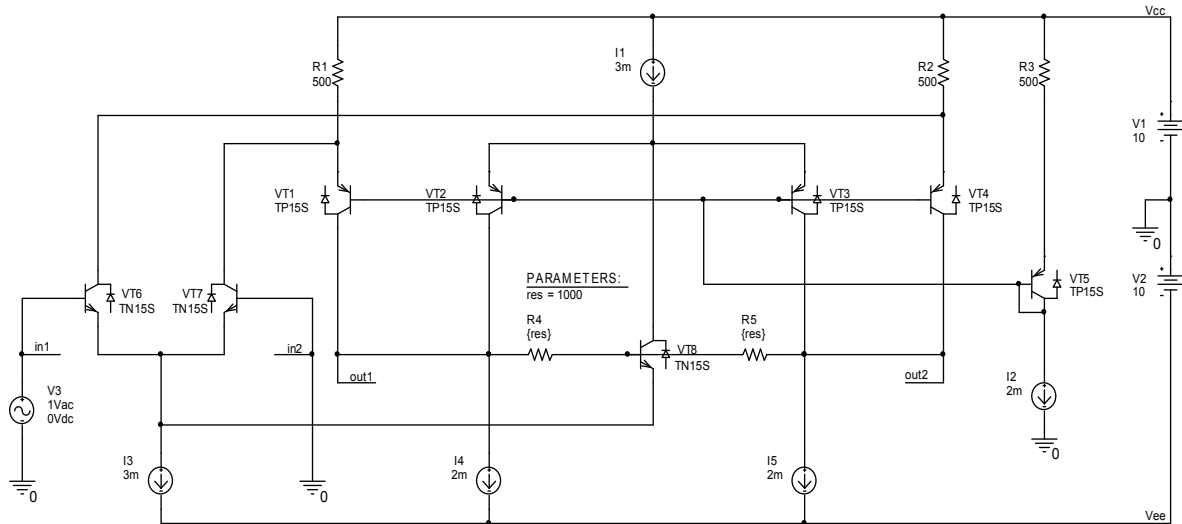 Vcc
R1
500
I1
3m
R2
500
R3
500
V1
10
VT1
TP15S
VT2
TP15S
VT3
TP15S
VT4
TP15S
0
VT6
TN15S
VT7
TN15S
PARAMETERS:
res = 1000
VT5
TP15S
V2
10
R4
{res}
R5
{res}
in1
in2
VT8
TN15S
out1
out2
V3
1Vac
0Vdc
I2
2m
0
I3
3m
I4
2m
I5
2m
0
0
Vee